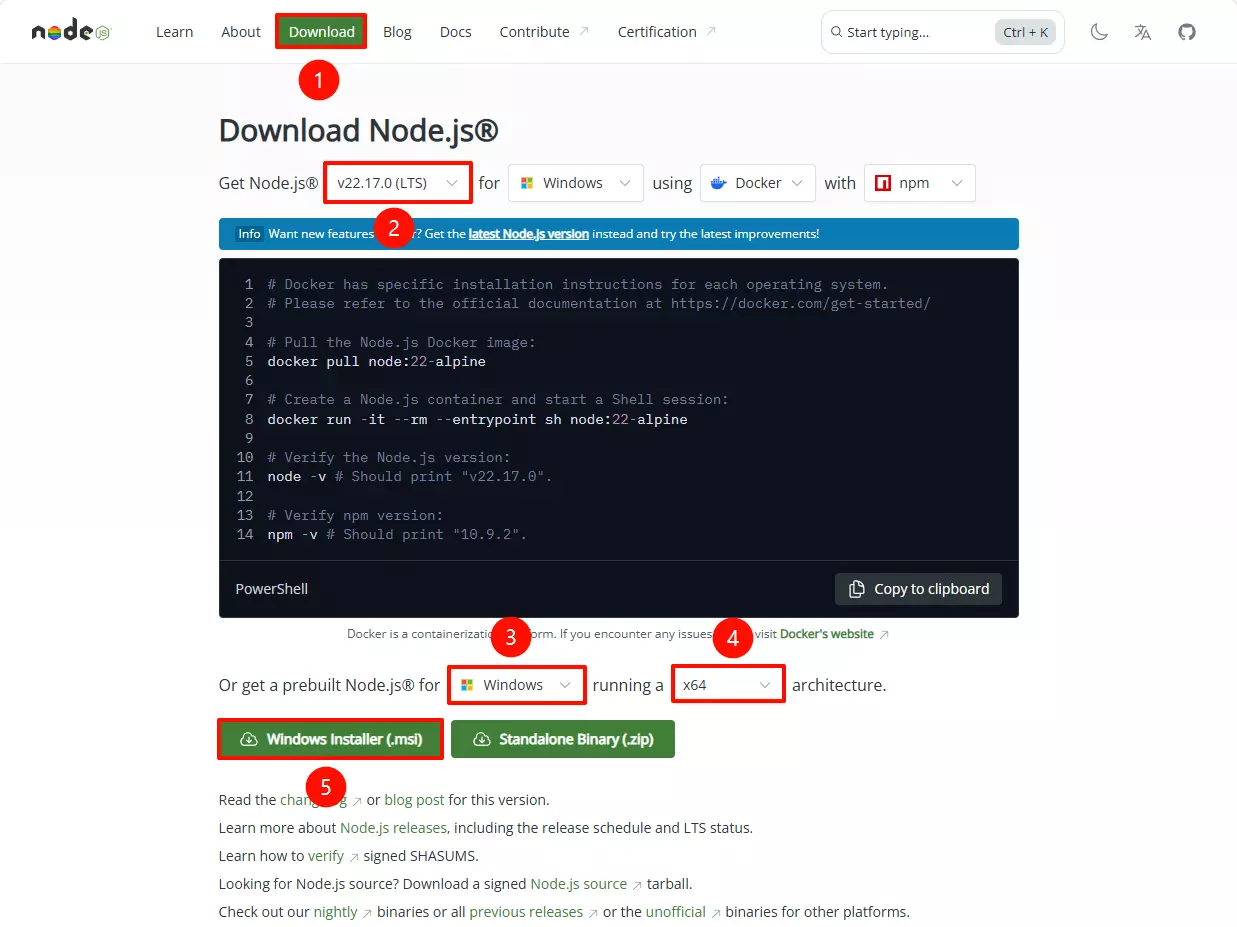 node js
Learn About Download Blog Docs Contribute Certification Start typing... Ctrl + K
1
Download Node.js®
Get Node.js® v22.17.0 (LTS) for Windows using Docker with npm
2
Info Want new features ? Get the latest Node.js version instead and try the latest improvements!
1 # Docker has specific installation instructions for each operating system.
2 # Please refer to the official documentation at https://docker.com/get-started/
3
4 # Pull the Node.js Docker image:
5 docker pull node:22-alpine
6
7 # Create a Node.js container and start a Shell session:
8 docker run -it --rm --entrypoint sh node:22-alpine
9
10 # Verify the Node.js version:
11 node -v # Should print "v22.17.0".
12
13 # Verify npm version:
14 npm -v # Should print "10.9.2".
PowerShell Copy to clipboard
Docker is a If you encounter any issues visit Docker's website
3 4
Or get a prebuilt Node.js® for Windows running a x64 architecture.
Windows Installer (.msi) Standalone Binary (.zip)
5
Read the or blog post for this version.
Learn more about Node.js releases, including the release schedule and LTS status.
Learn how to verify signed SHASUMS.
Looking for Node.js source? Download a signed Node.js source tarball.
Check out our nightly binaries or all previous releases or the unofficial binaries for other platforms.